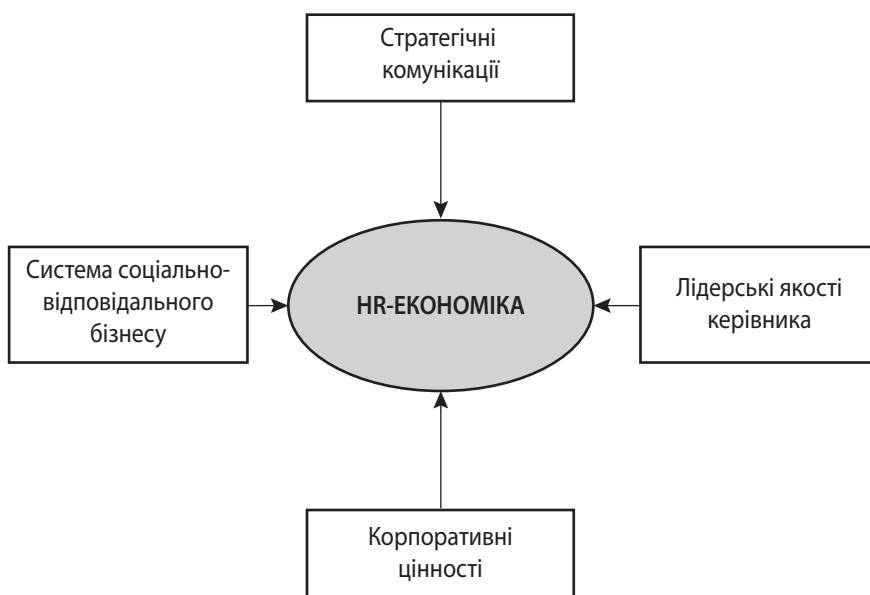 Стратегічні
комунікації
Система соціально-
відповідального
бізнесу
HR-ЕКОНОМІКА
Лідерські якості
керівника
Корпоративні
цінності